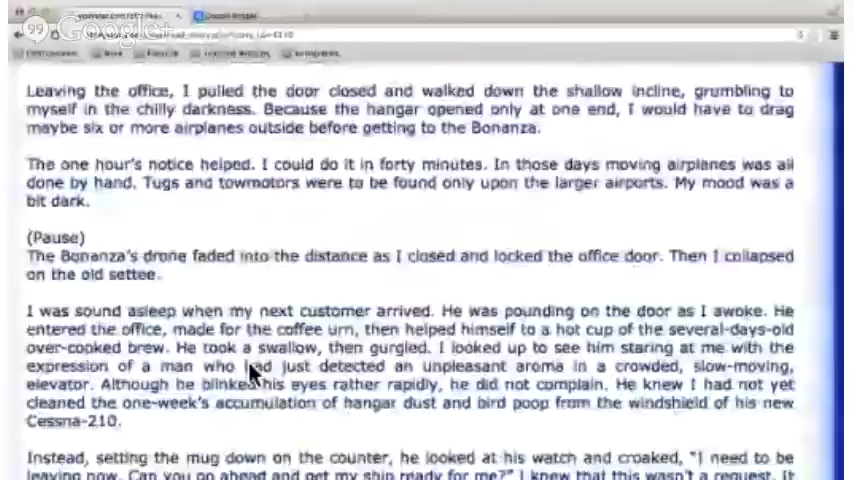 Google+
Leaving the office, I pulled the door closed and walked down the shallow incline, grumbling to
myself in the chilly darkness. Because the hangar opened only at one end, I would have to drag
maybe six or more airplanes outside before getting to the Bonanza.
The one hour's notice helped. I could do it in forty minutes. In those days moving airplanes was all
done by hand. Tugs and towmotors were to be found only upon the larger airports. My mood was a
bit dark.
(Pause)
The Bonanza's drone faded into the distance as I closed and locked the office door. Then I collapsed
on the old settee.
I was sound asleep when my next customer arrived. He was pounding on the door as I awoke. He
entered the office, made for the coffee urn, then helped himself to a hot cup of the several-days-old
over-cooked brew. He took a swallow, then gurgled. I looked up to see him staring at me with the
expression of a man who had just detected an unpleasant aroma in a crowded, slow-moving,
elevator. Although he blinked his eyes rather rapidly, he did not complain. He knew I had not yet
cleaned the one-week's accumulation of hangar dust and bird poop from the windshield of his new
Cessna-210.
Instead, setting the mug down on the counter, he looked at his watch and croaked, "I need to be
leaving now. Can you go ahead and get my ship ready for me?" I knew that this wasn't a request. It